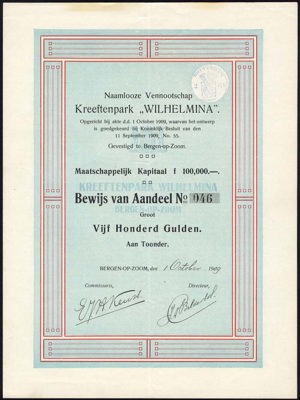 Naamlooze Vennootschap
Kreeftenpark „WILHELMINA”.
Opgericht bij akte d.d. 1 October 1909, waarvan het ontwerp
is goedgekeurd bij Koninklijk Besluit van den
11 September 1909, No. 55.
Gevestigd te Bergen-op-Zoom.
Maatschappelijk Kapitaal f 100,000.—.
KREEFTENPARK WILHELMINA
Bewijs van Aandeel No 946
BERGEN-OP-ZOOM
Groot
Vijf Honderd Gulden.
Aan Toonder.
BERGEN-OP-ZOOM, den 1 October 1909
Commissaris, Directeur,